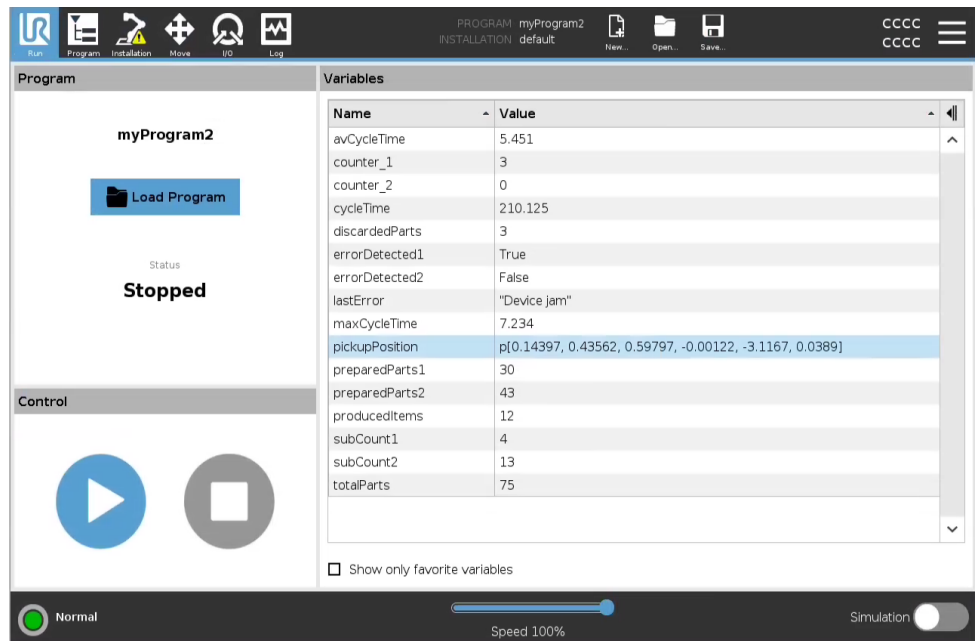 UR
Run
Program
Installation
Move
I/O
Log
PROGRAM myProgram2
INSTALLATION default
New...
Open...
Save...
CCCC
CCCC
Program
myProgram2
Load Program
Status
Stopped
Control
Variables
Name Value
avCycleTime 5.451
counter_1 3
counter_2 0
cycleTime 210.125
discardedParts 3
errorDetected1 True
errorDetected2 False
lastError "Device jam"
maxCycleTime 7.234
pickupPosition p[0.14397, 0.43562, 0.59797, -0.00122, -3.1167, 0.0389]
preparedParts1 30
preparedParts2 43
producedItems 12
subCount1 4
subCount2 13
totalParts 75
Show only favorite variables
Normal
Speed 100%
Simulation